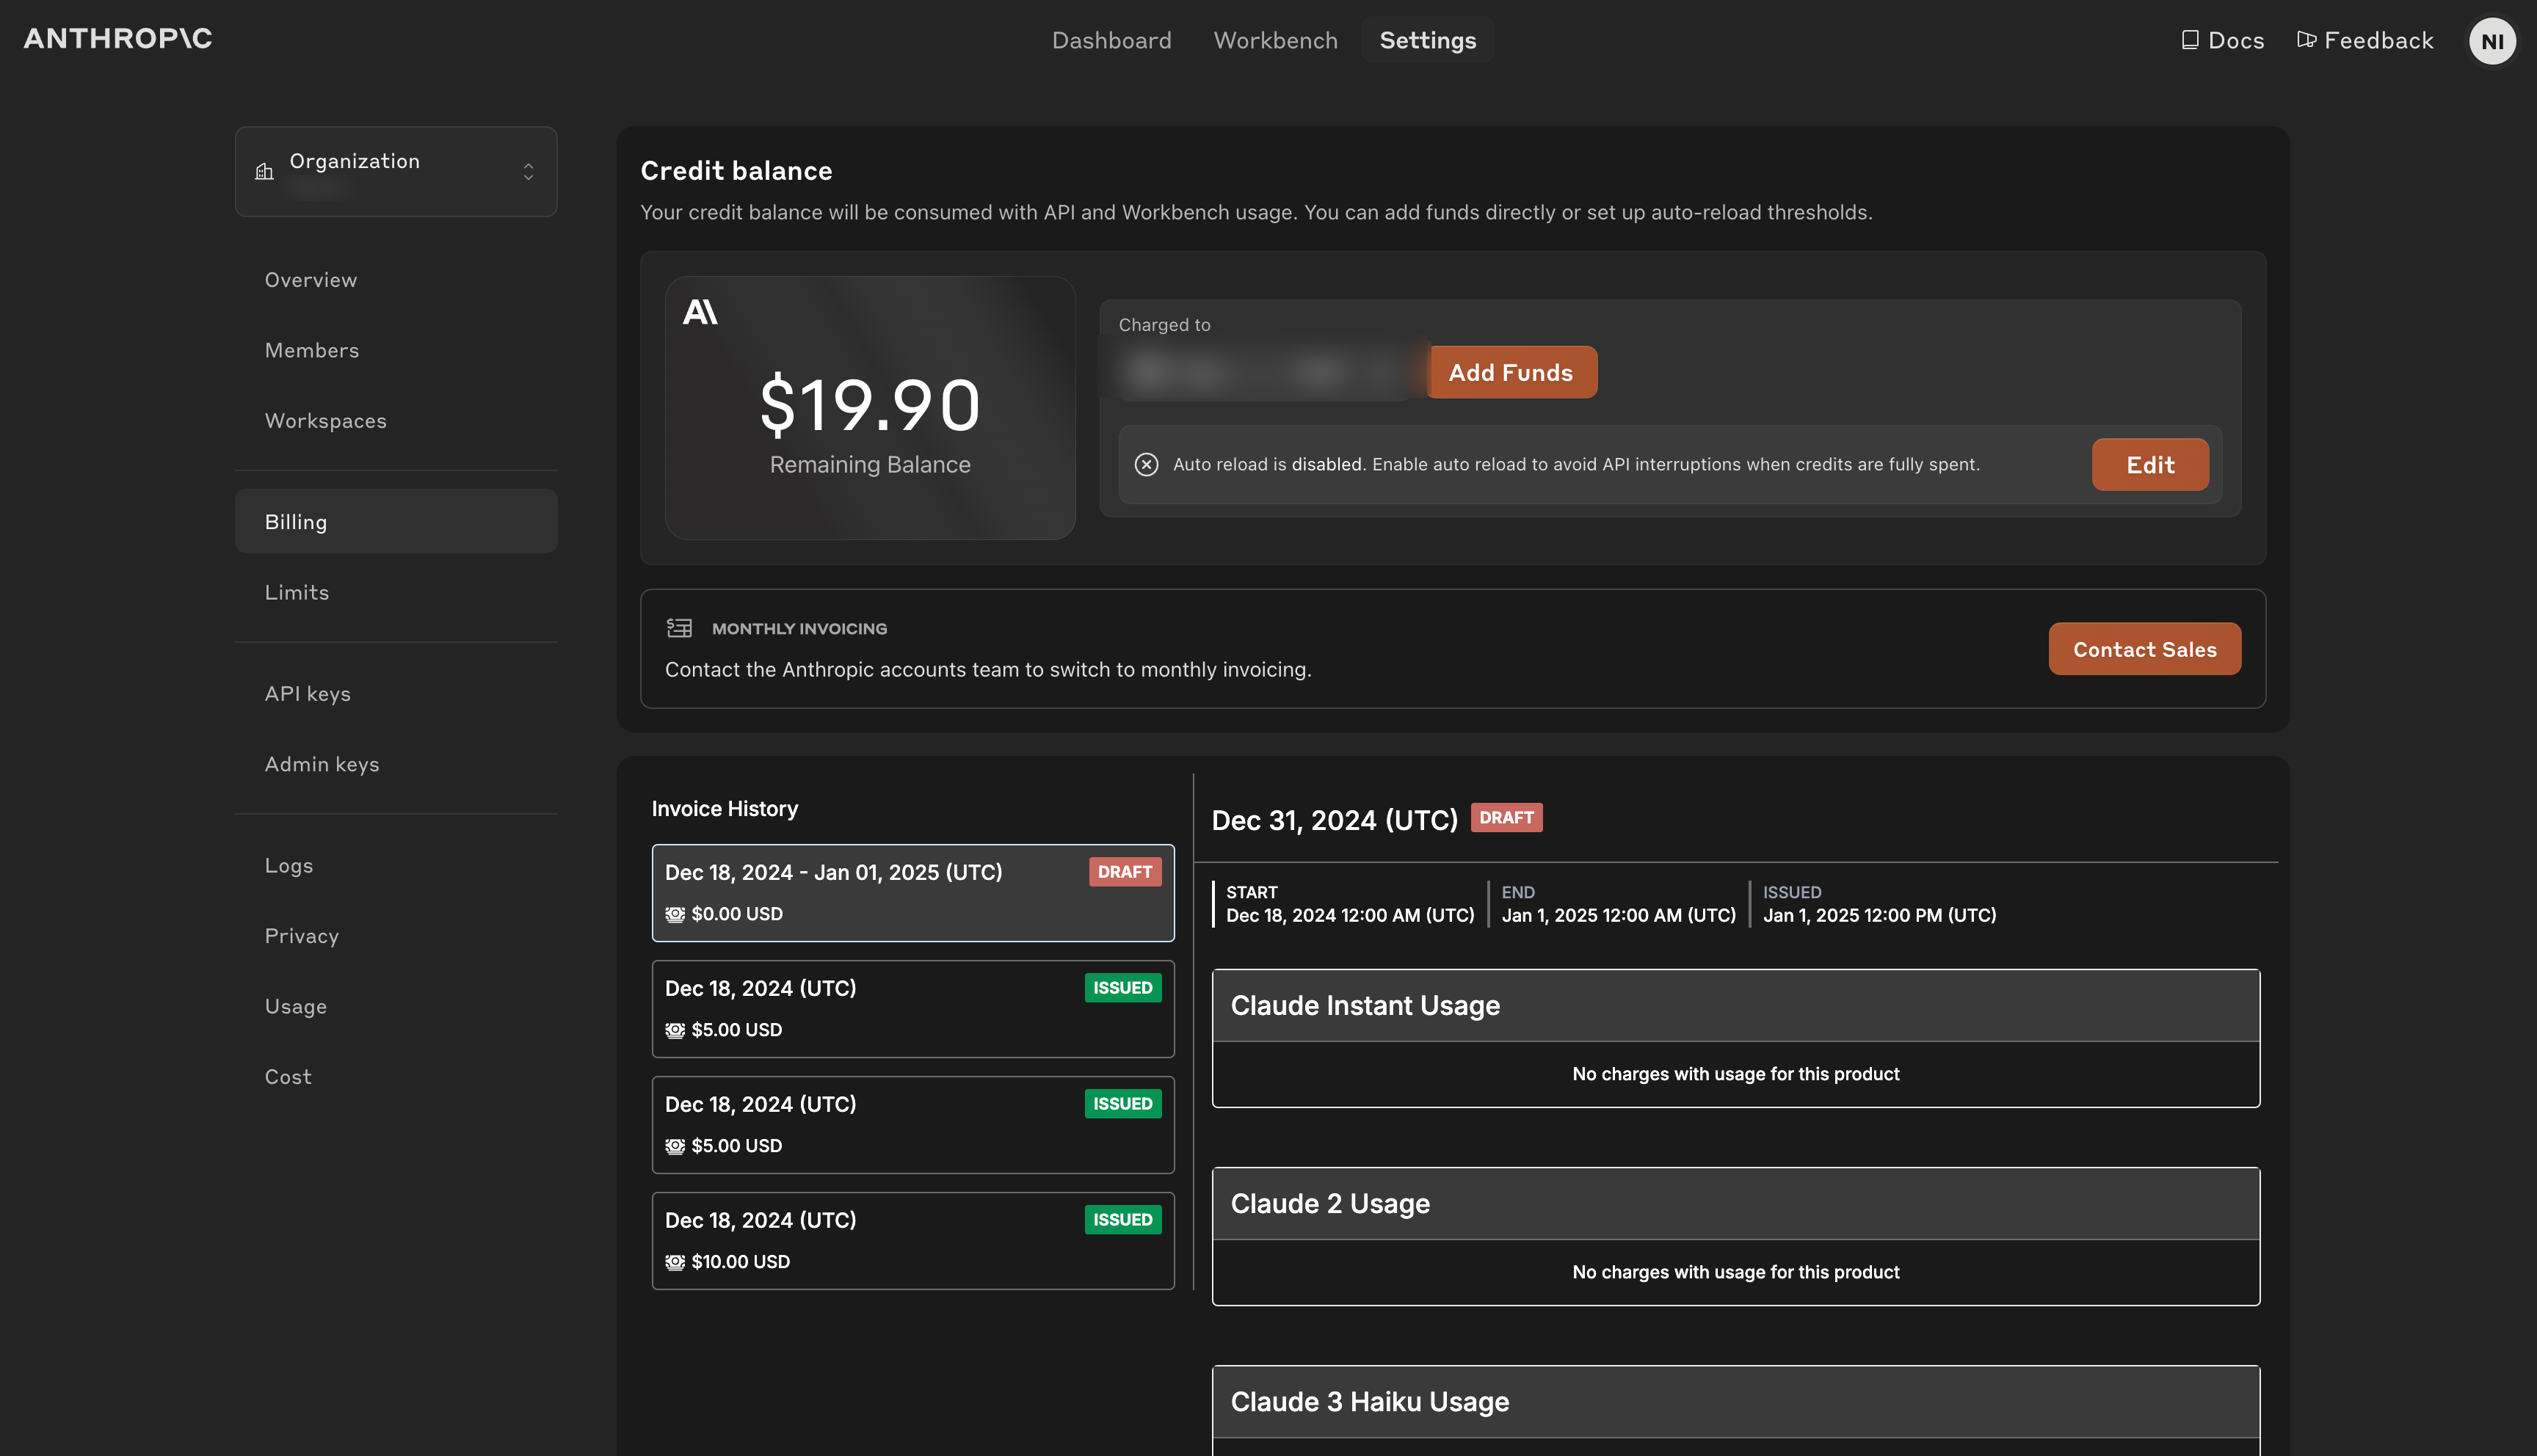 ANTHROP\C
Dashboard
Workbench
Settings
Docs
Feedback
NI
Organization
Overview
Members
Workspaces
Billing
Limits
API keys
Admin keys
Logs
Privacy
Usage
Cost
Credit balance
Your credit balance will be consumed with API and Workbench usage. You can add funds directly or set up auto-reload thresholds.
A\
$19.90
Remaining Balance
Charged to
Add Funds
Auto reload is disabled. Enable auto reload to avoid API interruptions when credits are fully spent.
Edit
MONTHLY INVOICING
Contact the Anthropic accounts team to switch to monthly invoicing.
Contact Sales
Invoice History
Dec 18, 2024 - Jan 01, 2025 (UTC)
DRAFT
$0.00 USD
Dec 18, 2024 (UTC)
ISSUED
$5.00 USD
Dec 18, 2024 (UTC)
ISSUED
$5.00 USD
Dec 18, 2024 (UTC)
ISSUED
$10.00 USD
Dec 31, 2024 (UTC)
DRAFT
START
Dec 18, 2024 12:00 AM (UTC)
END
Jan 1, 2025 12:00 AM (UTC)
ISSUED
Jan 1, 2025 12:00 PM (UTC)
Claude Instant Usage
No charges with usage for this product
Claude 2 Usage
No charges with usage for this product
Claude 3 Haiku Usage